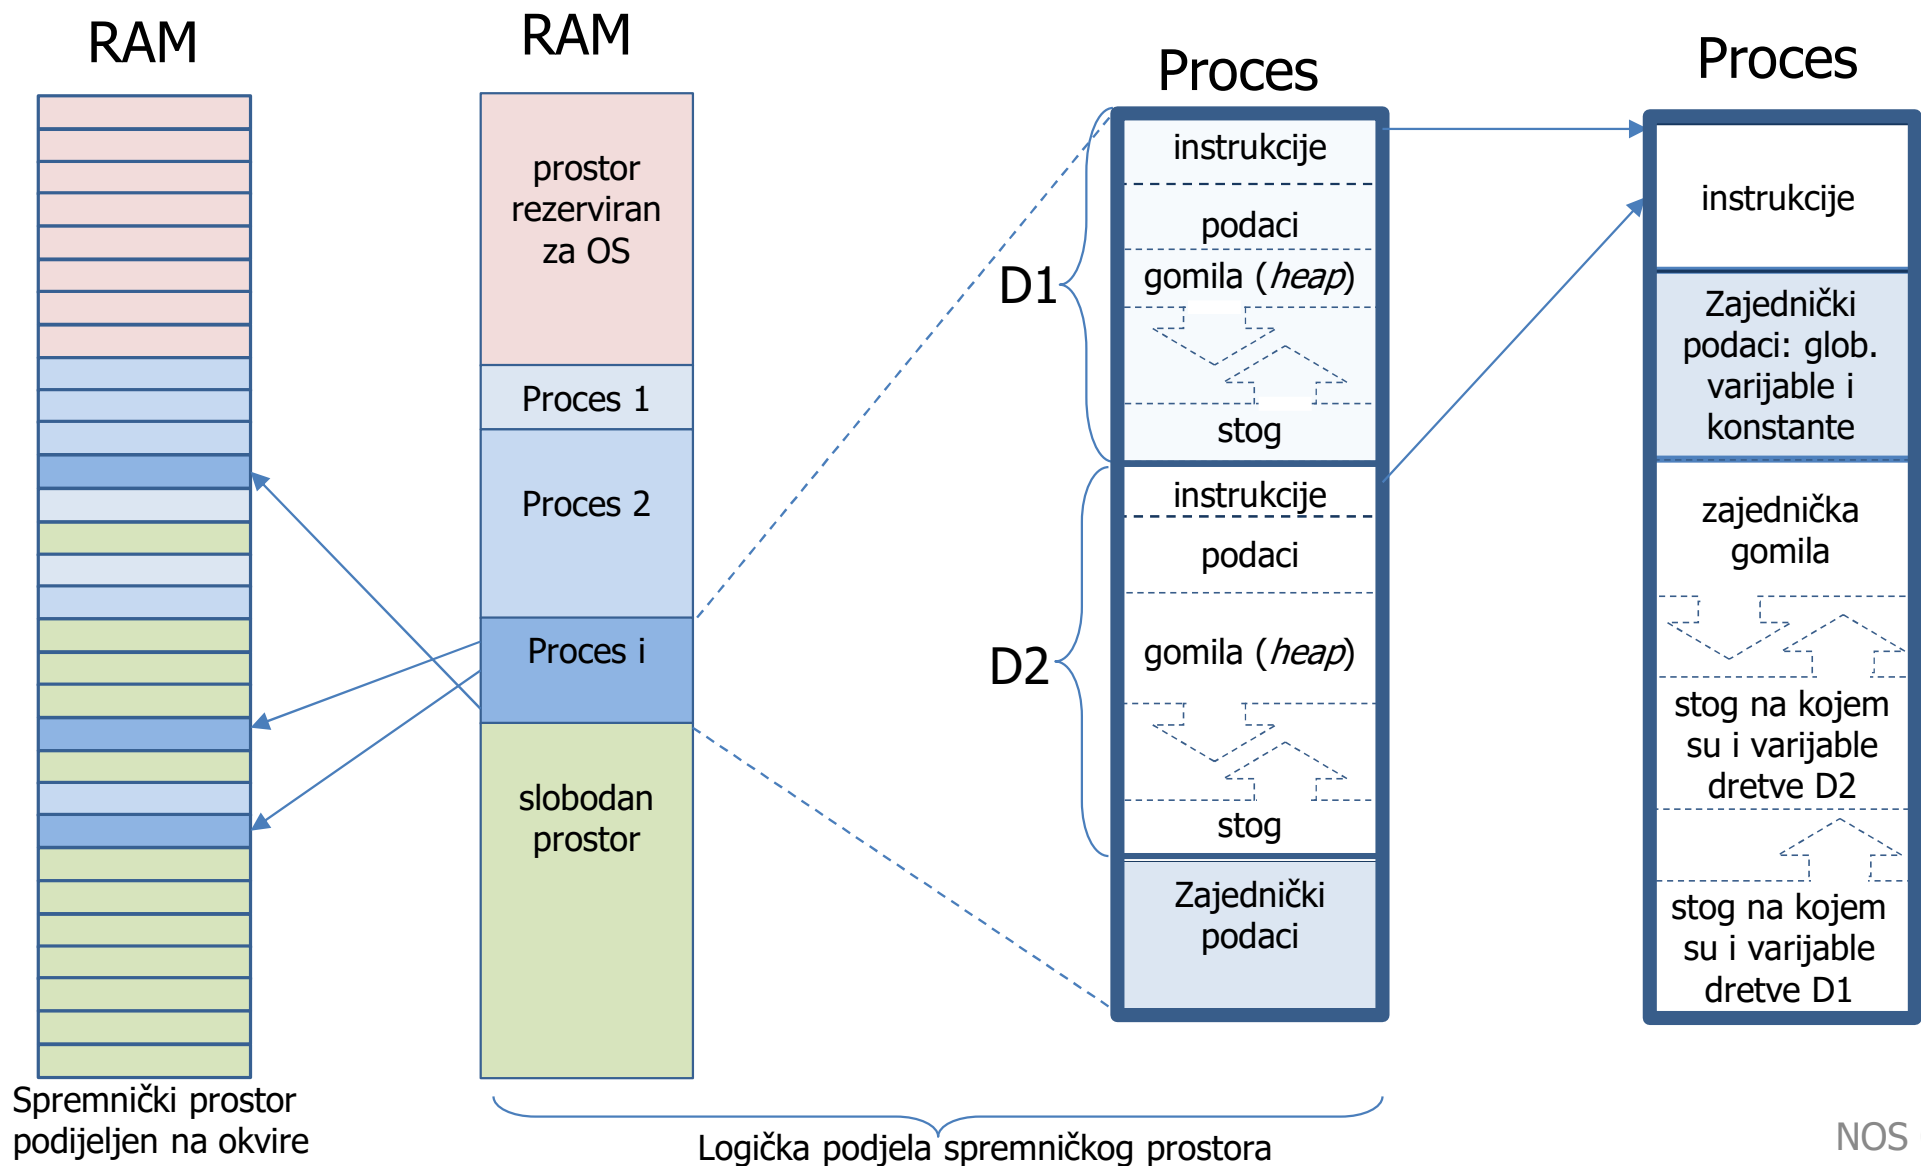 RAM
prostor
rezerviran
za OS
Proces 1
Proces 2
Proces i
slobodan
prostor
RAM
Spremnički prostor
podijeljen na okvire
Logička podjela spremničkog prostora
Proces
D1
instrukcije
podaci
gomila (heap)
stog
D2
instrukcije
podaci
gomila (heap)
stog
Zajednički
podaci
Proces
instrukcije
Zajednički
podaci: glob.
varijable i
konstante
zajednička
gomila
stog na kojem
su i varijable
dretve D2
stog na kojem
su i varijable
dretve D1
NOS